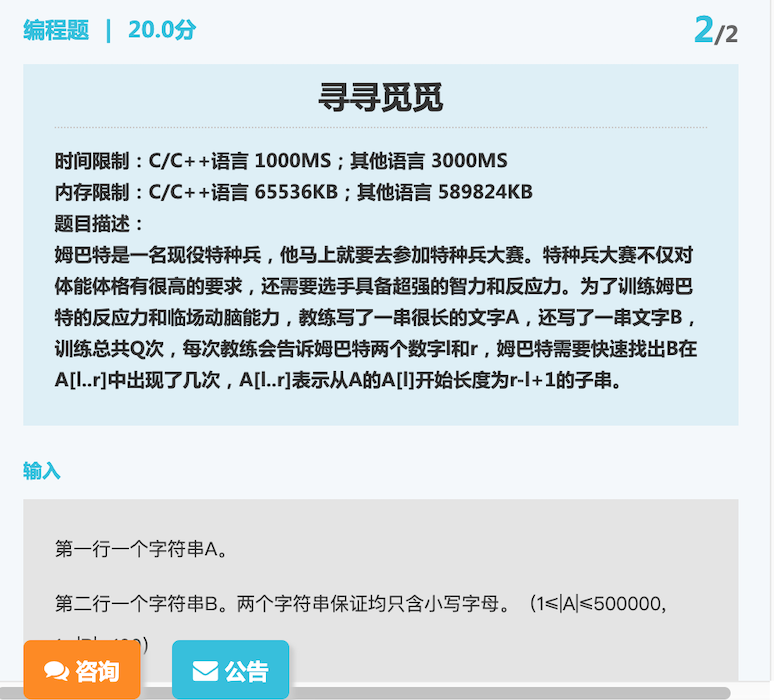 编程题 | 20.0分
2/2
寻寻觅觅
时间限制：C/C++语言 1000MS；其他语言 3000MS
内存限制：C/C++语言 65536KB；其他语言 589824KB
题目描述：
姆巴特是一名现役特种兵，他马上就要去参加特种兵大赛。特种兵大赛不仅对
体能体格有很高的要求，还需要选手具备超强的智力和反应力。为了训练姆巴
特的反应力和临场动脑能力，教练写了一串很长的文字A，还写了一串文字B，
训练总共Q次，每次教练会告诉姆巴特两个数字l和r，姆巴特需要快速找出B在
A[l..r]中出现了几次，A[l..r]表示从A的A[l]开始长度为r-l+1的子串。
输入
第一行一个字符串A。
第二行一个字符串B。两个字符串保证均只含小写字母。（1≤|A|≤500000,
咨询
公告